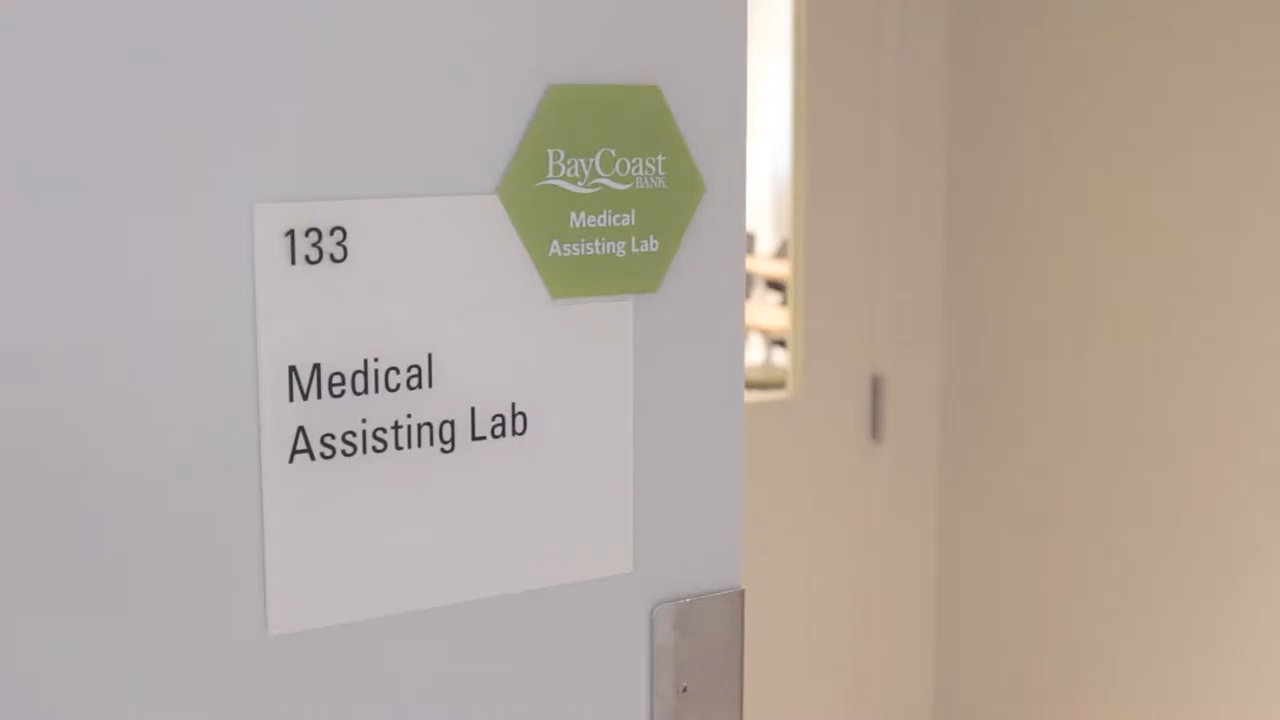 BayCoast
BANK
Medical
Assisting Lab
133
Medical
Assisting Lab